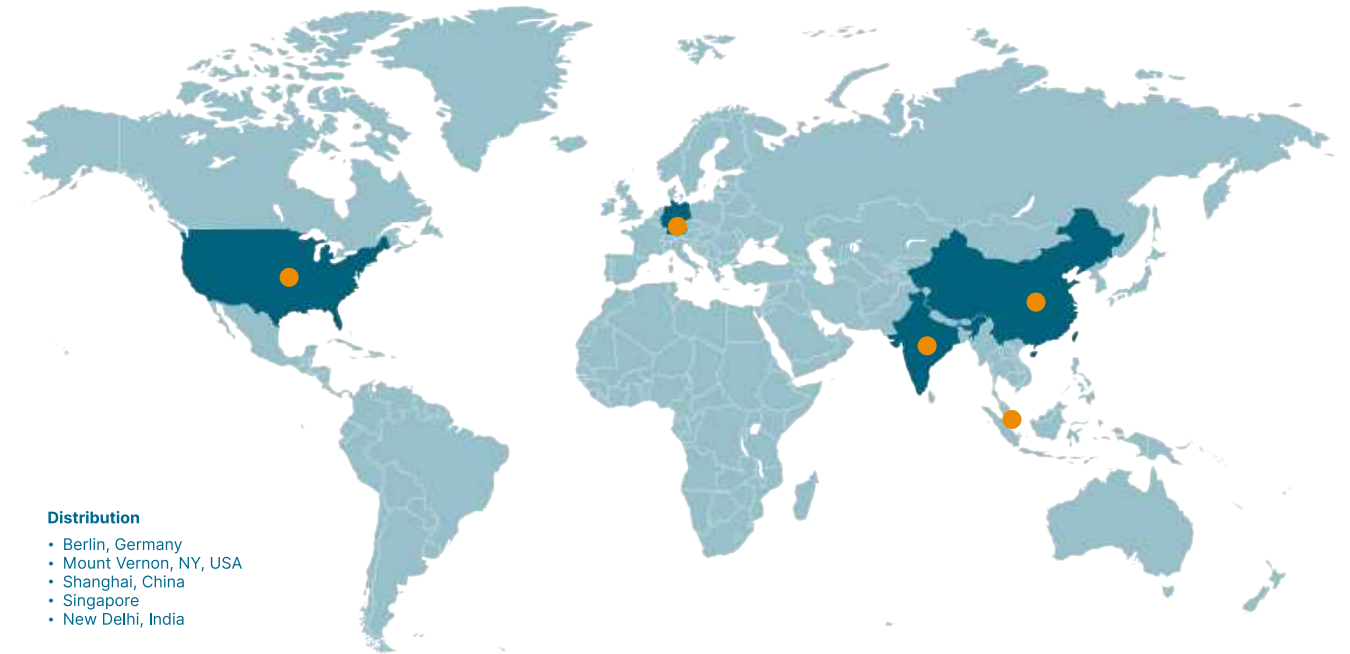 Distribution
• Berlin, Germany
• Mount Vernon, NY, USA
• Shanghai, China
• Singapore
• New Delhi, India